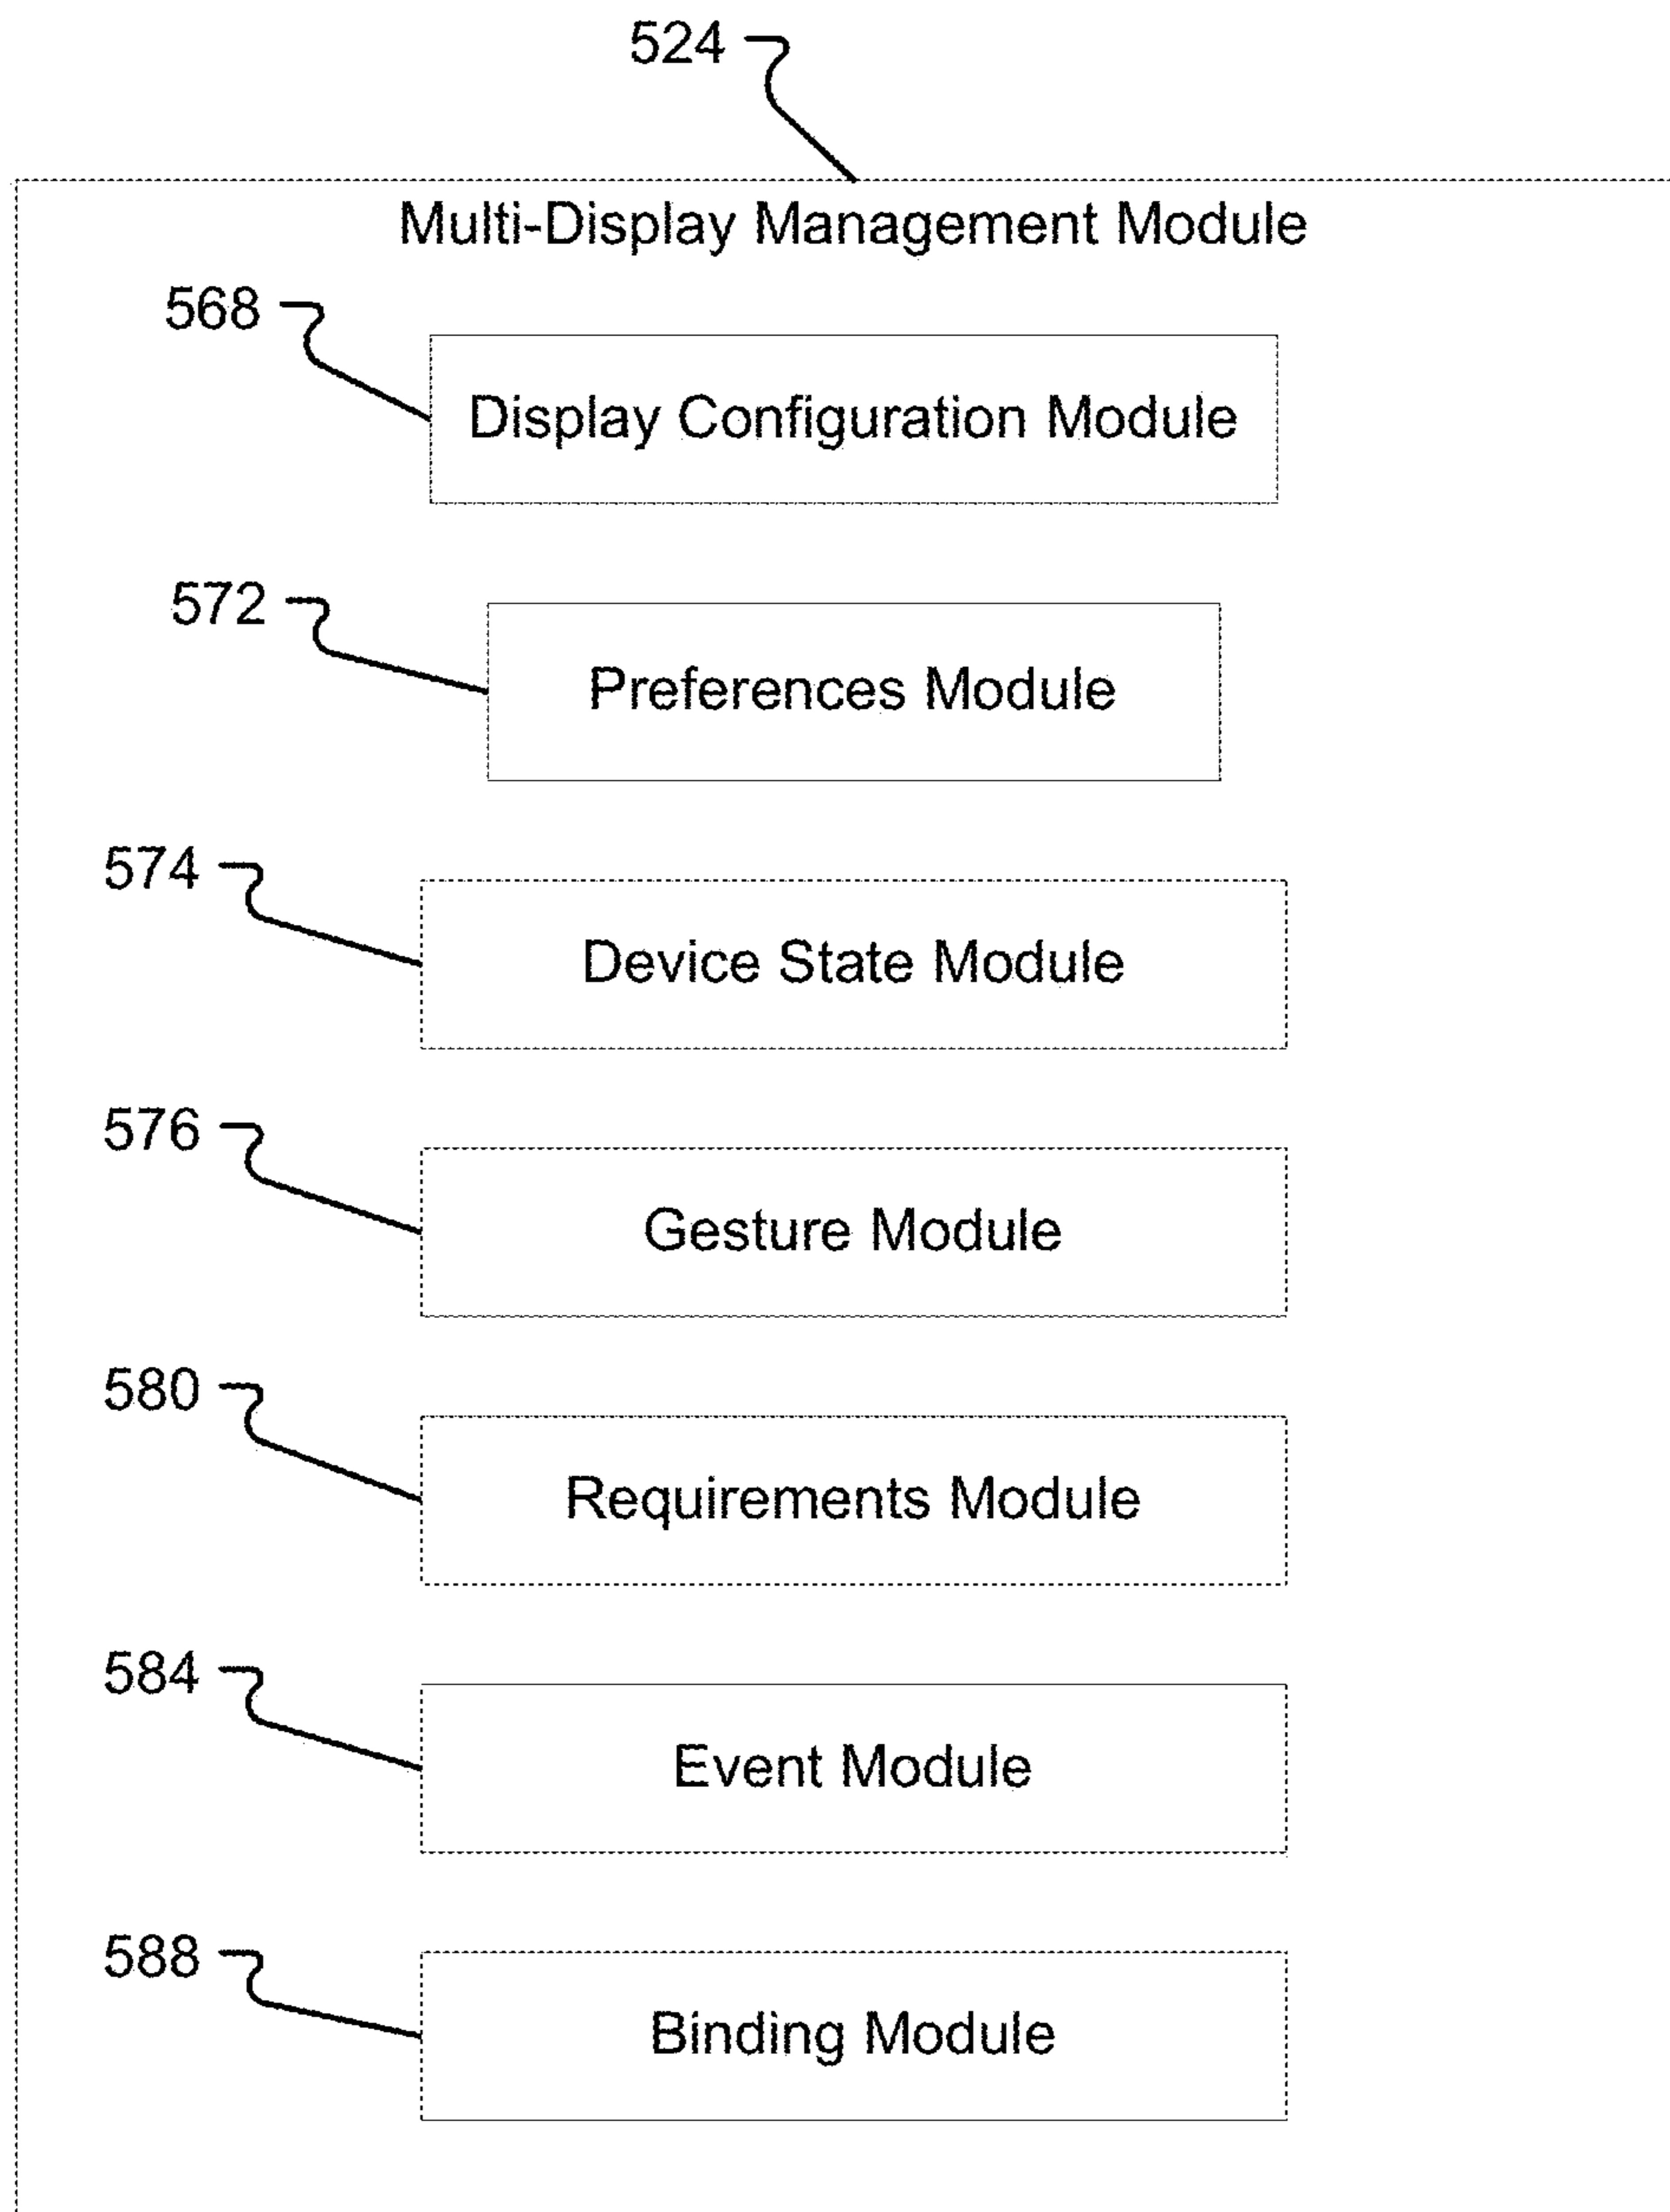 524
Multi-Display Management Module
568
Display Configuration Module
572
Preferences Module
574
Device State Module
576
Gesture Module
580
Requirements Module
584
Event Module
588
Binding Module